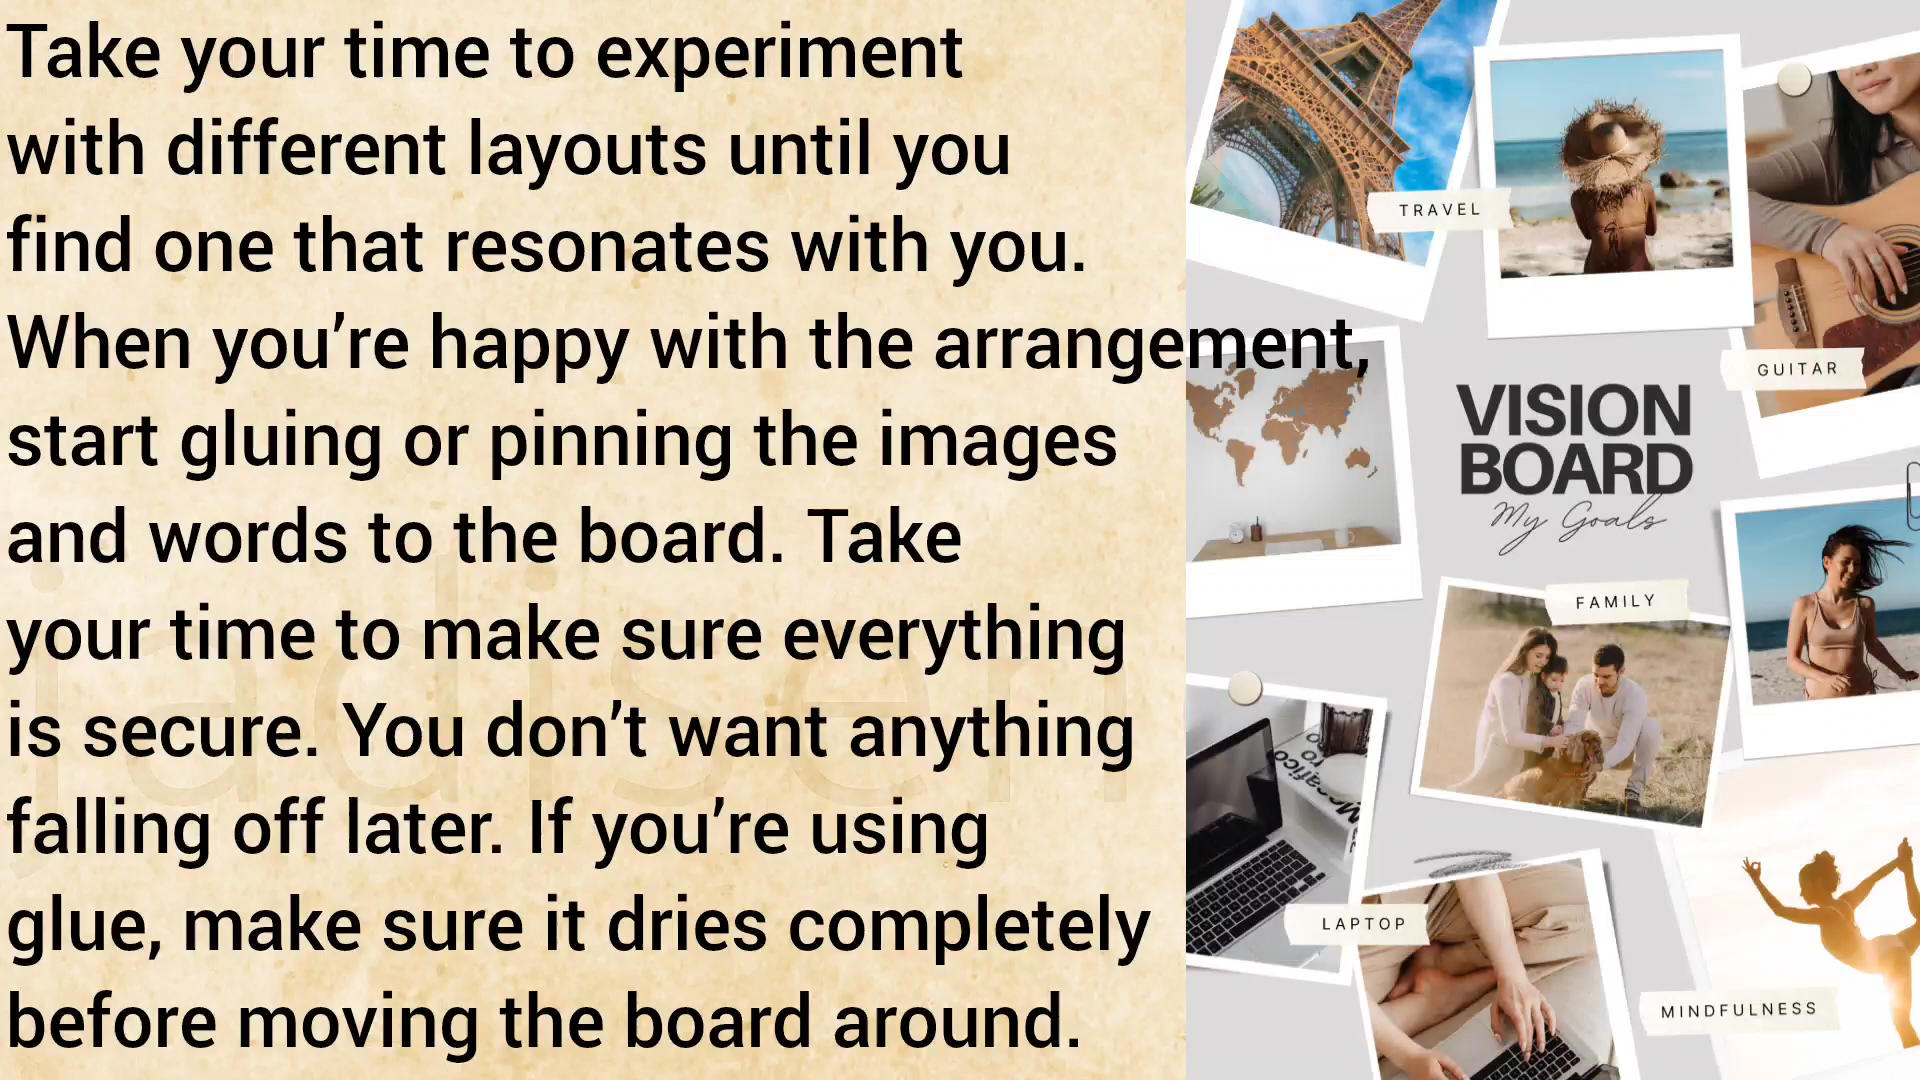 Take your time to experiment
with different layouts until you
find one that resonates with you.
When you’re happy with the arrangement,
start gluing or pinning the images
and words to the board. Take
your time to make sure everything
is secure. You don’t want anything
falling off later. If you’re using
glue, make sure it dries completely
before moving the board around.
jadisen
TRAVEL
GUITAR
VISION
BOARD
My Goals
FAMILY
LAPTOP
MINDFULNESS